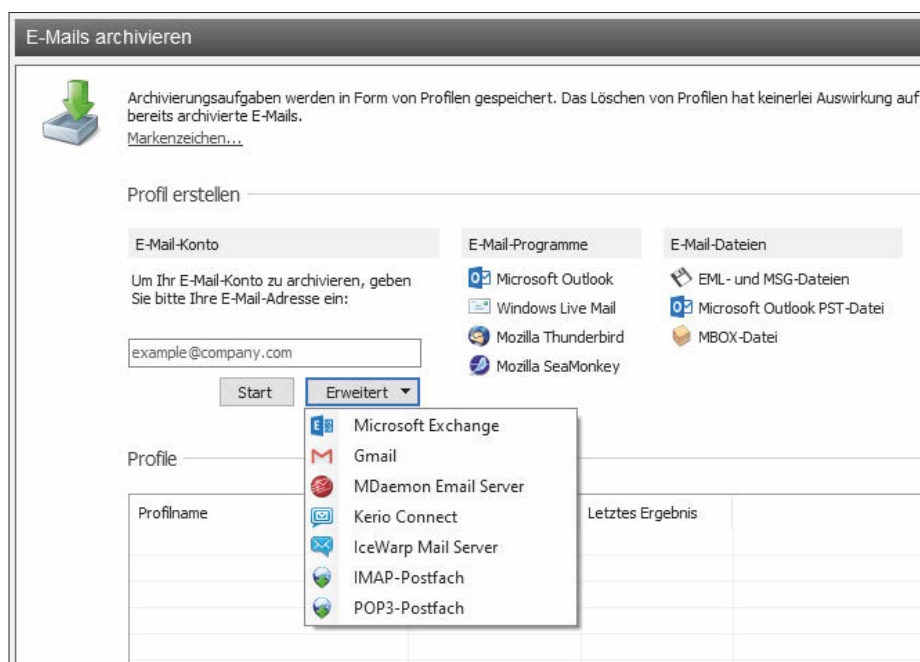 E-Mails archivieren
Archivierungsaufgaben werden in Form von Profilen gespeichert. Das Löschen von Profilen hat keinerlei Auswirkung auf
bereits archivierte E-Mails.
Markenzeichen...
Profil erstellen
E-Mail-Konto
Um Ihr E-Mail-Konto zu archivieren, geben
Sie bitte Ihre E-Mail-Adresse ein:
example@company.com
Start
Erweitert
Microsoft Exchange
Gmail
MDaemon Email Server
Kerio Connect
IceWarp Mail Server
IMAP-Postfach
POP3-Postfach
E-Mail-Programme
Microsoft Outlook
Windows Live Mail
Mozilla Thunderbird
Mozilla SeaMonkey
E-Mail-Dateien
EML- und MSG-Dateien
Microsoft Outlook PST-Datei
MBOX-Datei
Profile
Profilname
Letztes Ergebnis